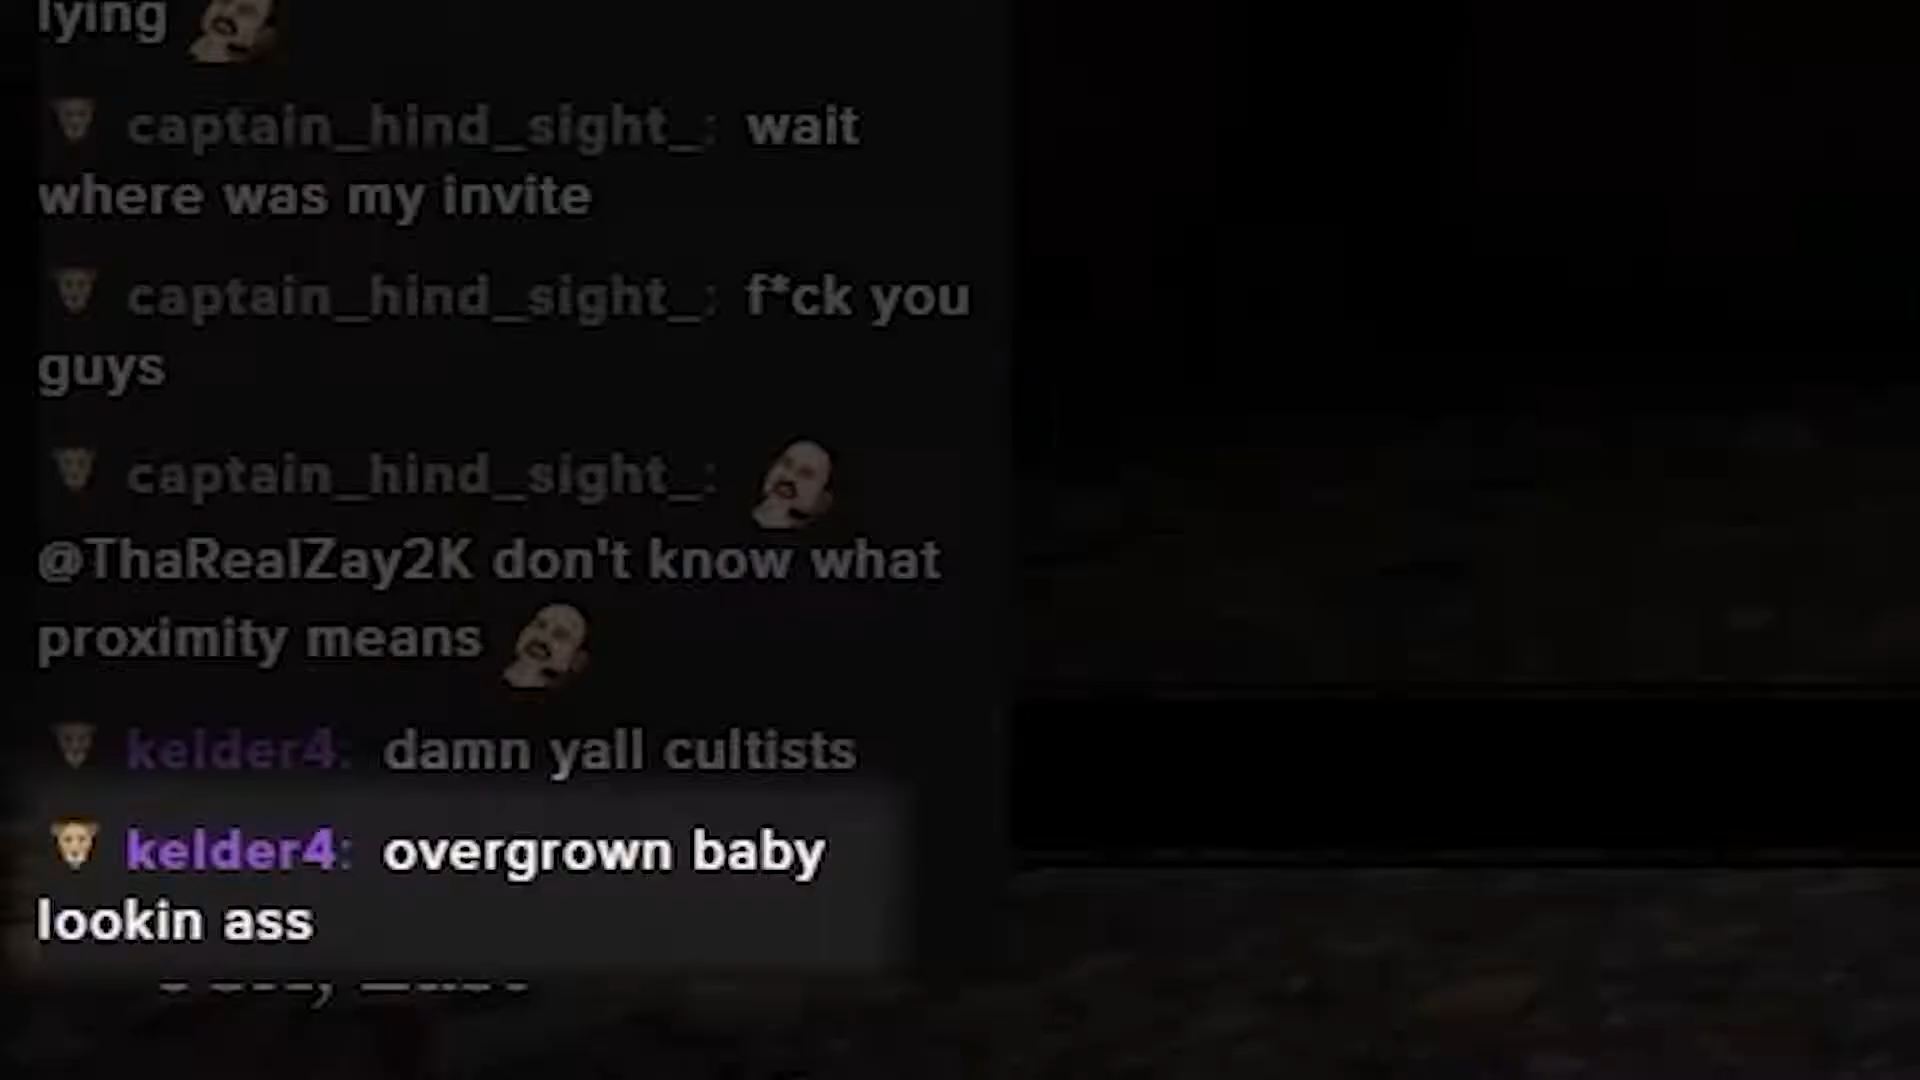 lying
captain_hind_sight_: wait
where was my invite
captain_hind_sight_: f*ck you
guys
captain_hind_sight_:
@ThaRealZay2K don't know what
proximity means
kelder4: damn yall cultists
kelder4: overgrown baby
lookin ass